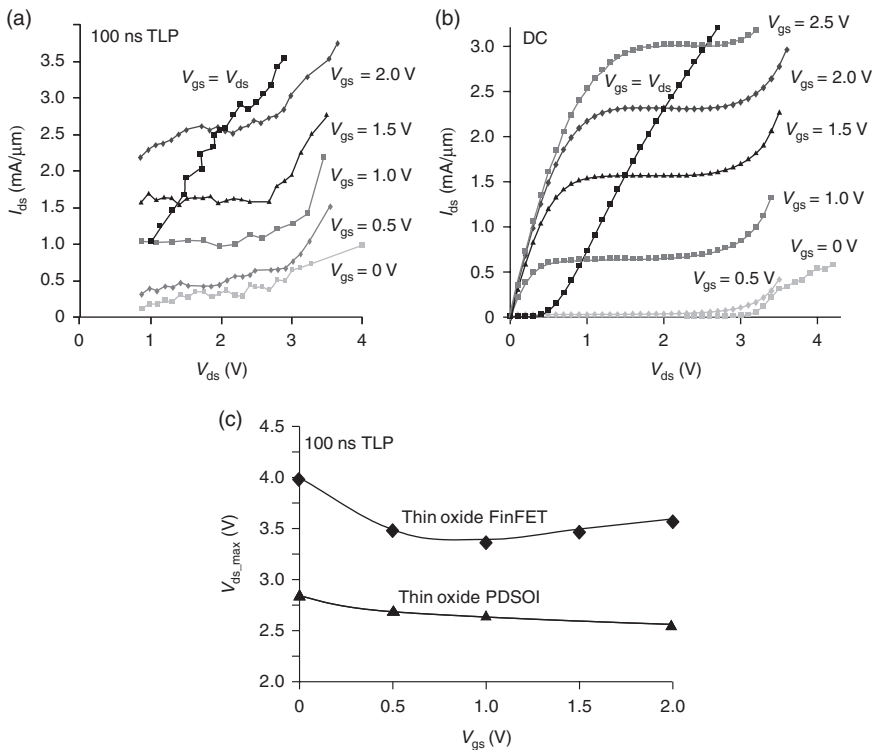 (a)
100 ns TLP
Vgs = Vds
Vgs = 2.0 V
Vgs = 1.5 V
Vgs = 1.0 V
Vgs = 0.5 V
Vgs = 0 V
Ids (mA/μm)
4.0
3.5
3.0
2.5
2.0
1.5
1.0
0.5
0
0 1 2 3 4
Vds (V)
(b)
DC
Vgs = 2.5 V
Vgs = Vds
Vgs = 2.0 V
Vgs = 1.5 V
Vgs = 1.0 V
Vgs = 0 V
Vgs = 0.5 V
Ids (mA/μm)
3.0
2.5
2.0
1.5
1.0
0.5
0
0 1 2 3 4
Vds (V)
(c)
100 ns TLP
Thin oxide FinFET
Thin oxide PDSOI
Vds_max (V)
4.5
4.0
3.5
3.0
2.5
2.0
0 0.5 1.0 1.5 2.0
Vgs (V)